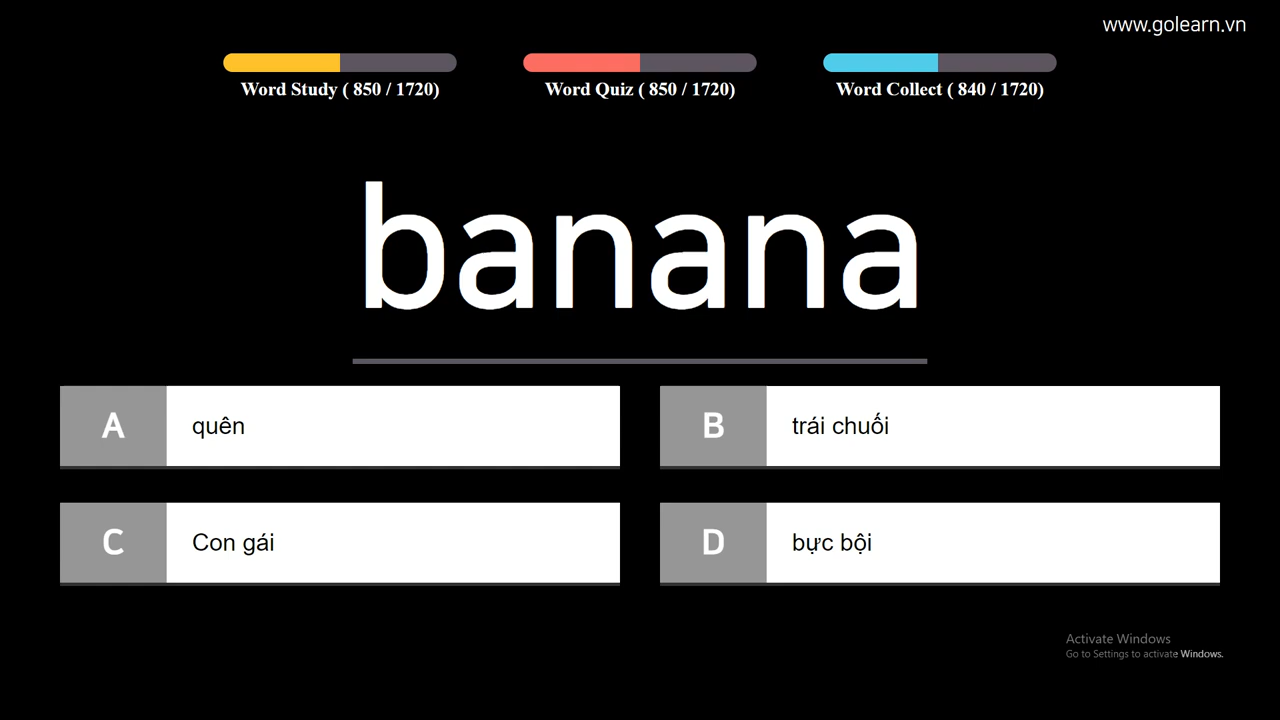 www.golearn.vn
Word Study ( 850 / 1720)
Word Quiz ( 850 / 1720)
Word Collect ( 840 / 1720)
banana
A quên
B trái chuối
C Con gái
D bực bội
Activate Windows
Go to Settings to activate Windows.